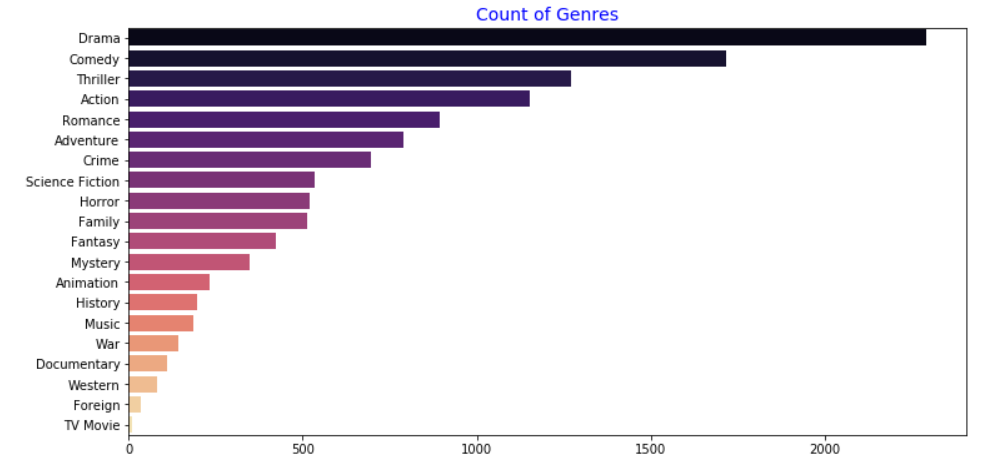 Count of Genres
Drama
Comedy
Thriller
Action
Romance
Adventure
Crime
Science Fiction
Horror
Family
Fantasy
Mystery
Animation
History
Music
War
Documentary
Western
Foreign
TV Movie
0 500 1000 1500 2000